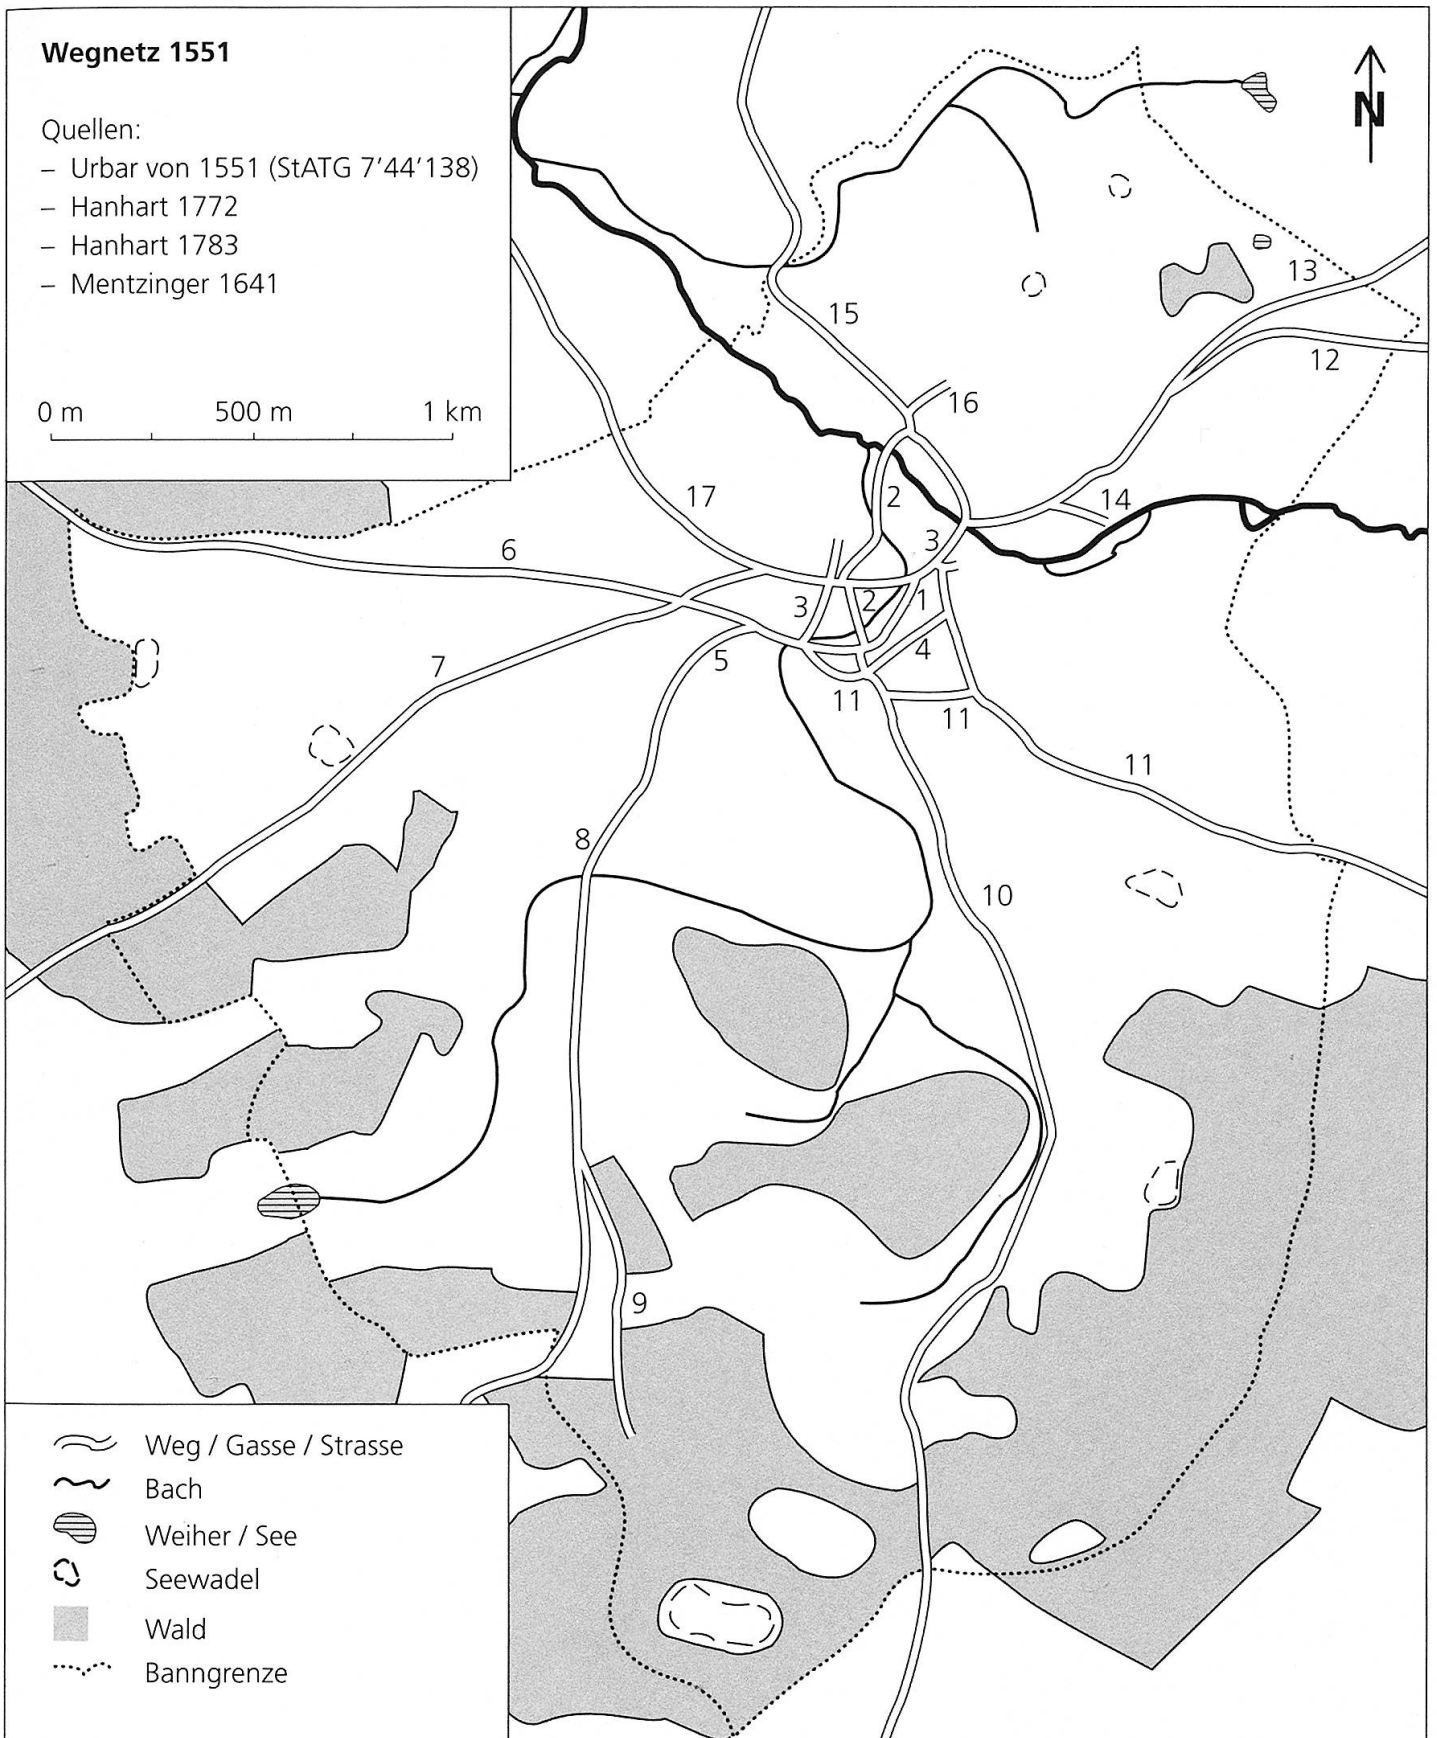 Wegnetz 1551
Quellen:
– Urbar von 1551 (StATG 7’44’138)
– Hanhart 1772
– Hanhart 1783
– Mentzinger 1641
0 m 500 m 1 km
N
13
15
12
16
17
2
14
6
3
3
2
1
4
7
5
11
11
11
8
10
9
Weg / Gasse / Strasse
Bach
Weiher / See
Seewadel
Wald
Banngrenze